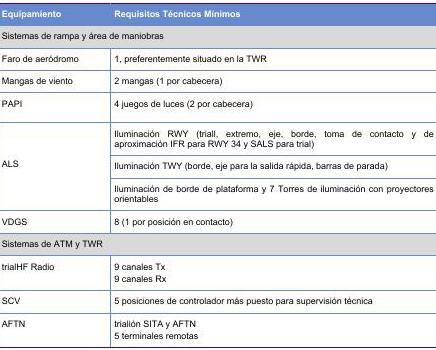 Equipamiento Requisitos Técnicos Mínimos
Sistemas de rampa y área de maniobras
Faro de aeródromo 1, preferentemente situado en la TWR
Mangas de viento 2 mangas (1 por cabecera)
PAPI 4 juegos de luces (2 por cabecera)
ALS
Iluminación RWY (triall, extremo, eje, borde, toma de contacto y de
aproximación IFR para RWY 34 y SALS para trial)
Iluminación TWY (borde, eje para la salida rápida, barras de parada)
Iluminación de borde de plataforma y 7 Torres de iluminación con proyectores
orientables
VDGS 8 (1 por posición en contacto)
Sistemas de ATM y TWR
trialHF Radio 9 canales Tx
9 canales Rx
SCV 5 posiciones de controlador más puesto para supervisión técnica
AFTN trialión SITA y AFTN
5 terminales remotas